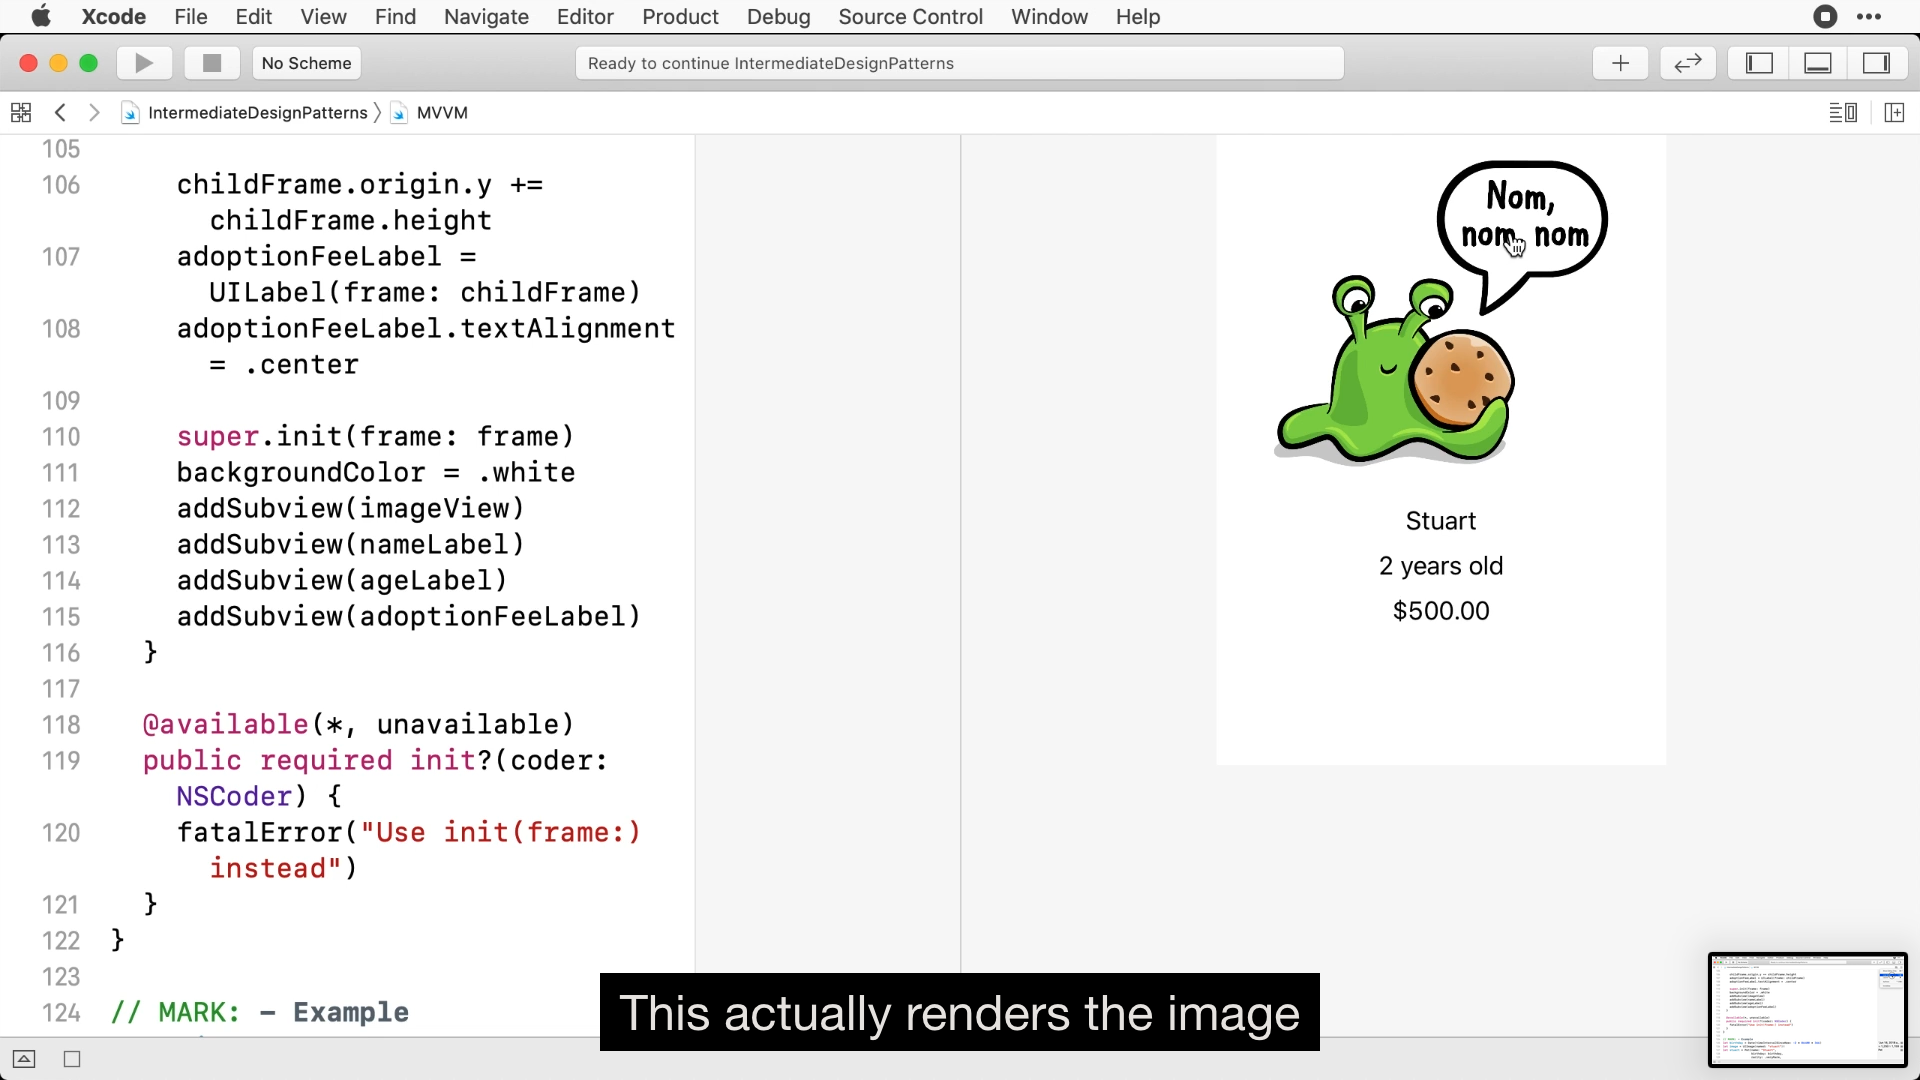 Xcode File Edit View Find Navigate Editor Product Debug Source Control Window Help
No Scheme
Ready to continue IntermediateDesignPatterns
IntermediateDesignPatterns 〉 MVVM
105
106 childFrame.origin.y +=
childFrame.height
107 adoptionFeeLabel =
UILabel(frame: childFrame)
108 adoptionFeeLabel.textAlignment
= .center
109
110 super.init(frame: frame)
111 backgroundColor = .white
112 addSubview(imageView)
113 addSubview(nameLabel)
114 addSubview(ageLabel)
115 addSubview(adoptionFeeLabel)
116 }
117
118 @available(*, unavailable)
119 public required init?(coder:
NSCoder) {
120 fatalError("Use init(frame:)
instead")
121 }
122 }
123
124 // MARK: – Example
Nom,
nom, nom
Stuart
2 years old
$500.00
This actually renders the image